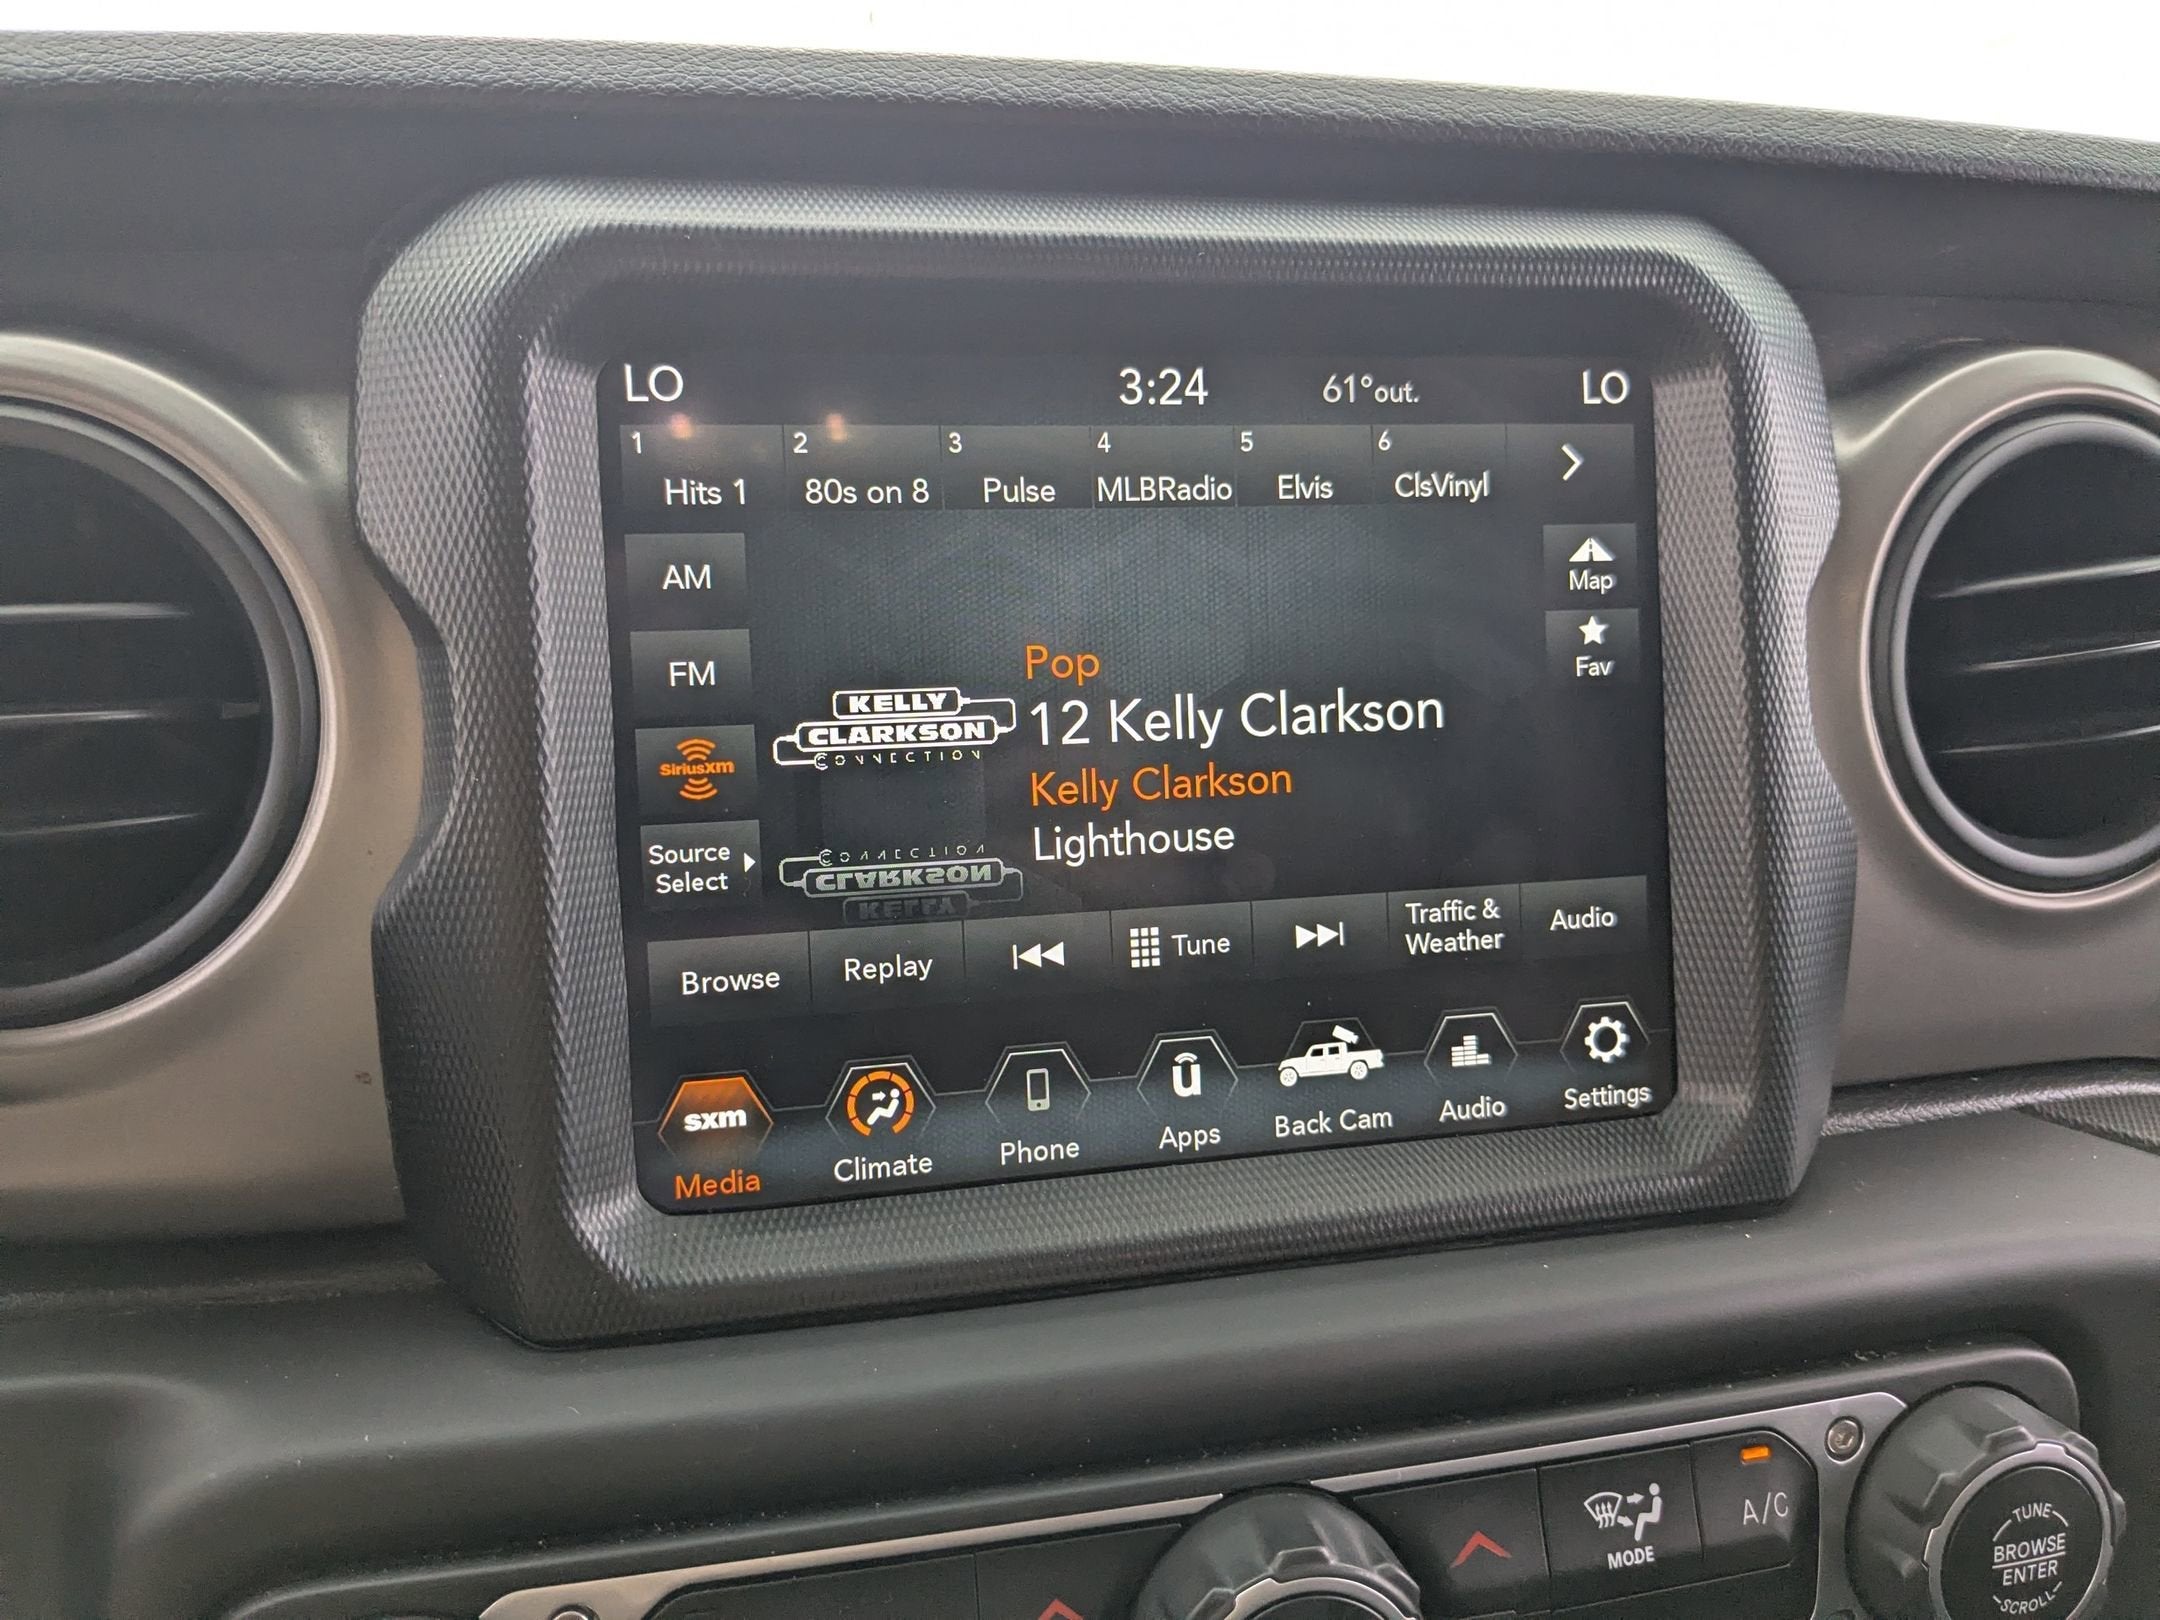 LO 3:24 61°out. LO
1 2 3 4 5 6
Hits 1 80s on 8 Pulse MLBRadio Elvis ClsVinyl
AM
Map
FM
Fav
Pop
KELLY
CLARKSON
CONNECTION
12 Kelly Clarkson
SiriusXm
Kelly Clarkson
Lighthouse
Source
Select
CONNECTION
CLARKSON
KELLY
Browse Replay Tune Traffic &
Weather
Audio
sxm
u
Media Climate Phone Apps Back Cam Audio Settings
MODE
A/C
TUNE
BROWSE
ENTER
SCROLL